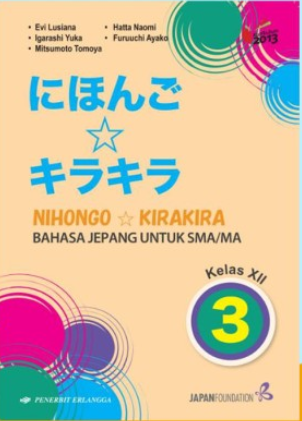 • Evi Lusiana • Hatta Naomi
• Igarashi Yuka • Furuuchi Ayako
• Mitsumoto Tomoya
2013
にほんご
☆
キラキラ
NIHONGO ☆ KIRAKIRA
BAHASA JEPANG UNTUK SMA/MA
Kelas XII
3
PENERBIT ERLANGGA
JAPANFOUNDATION